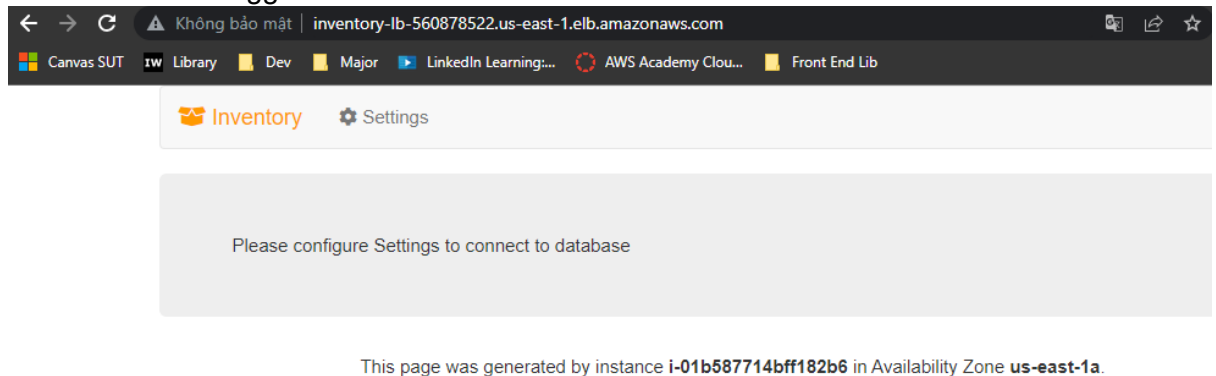 Không bảo mật | inventory-lb-560878522.us-east-1.elb.amazonaws.com
Canvas SUT IW Library Dev Major LinkedIn Learning:... AWS Academy Clou... Front End Lib
Inventory Settings
Please configure Settings to connect to database
This page was generated by instance i-01b587714bff182b6 in Availability Zone us-east-1a.